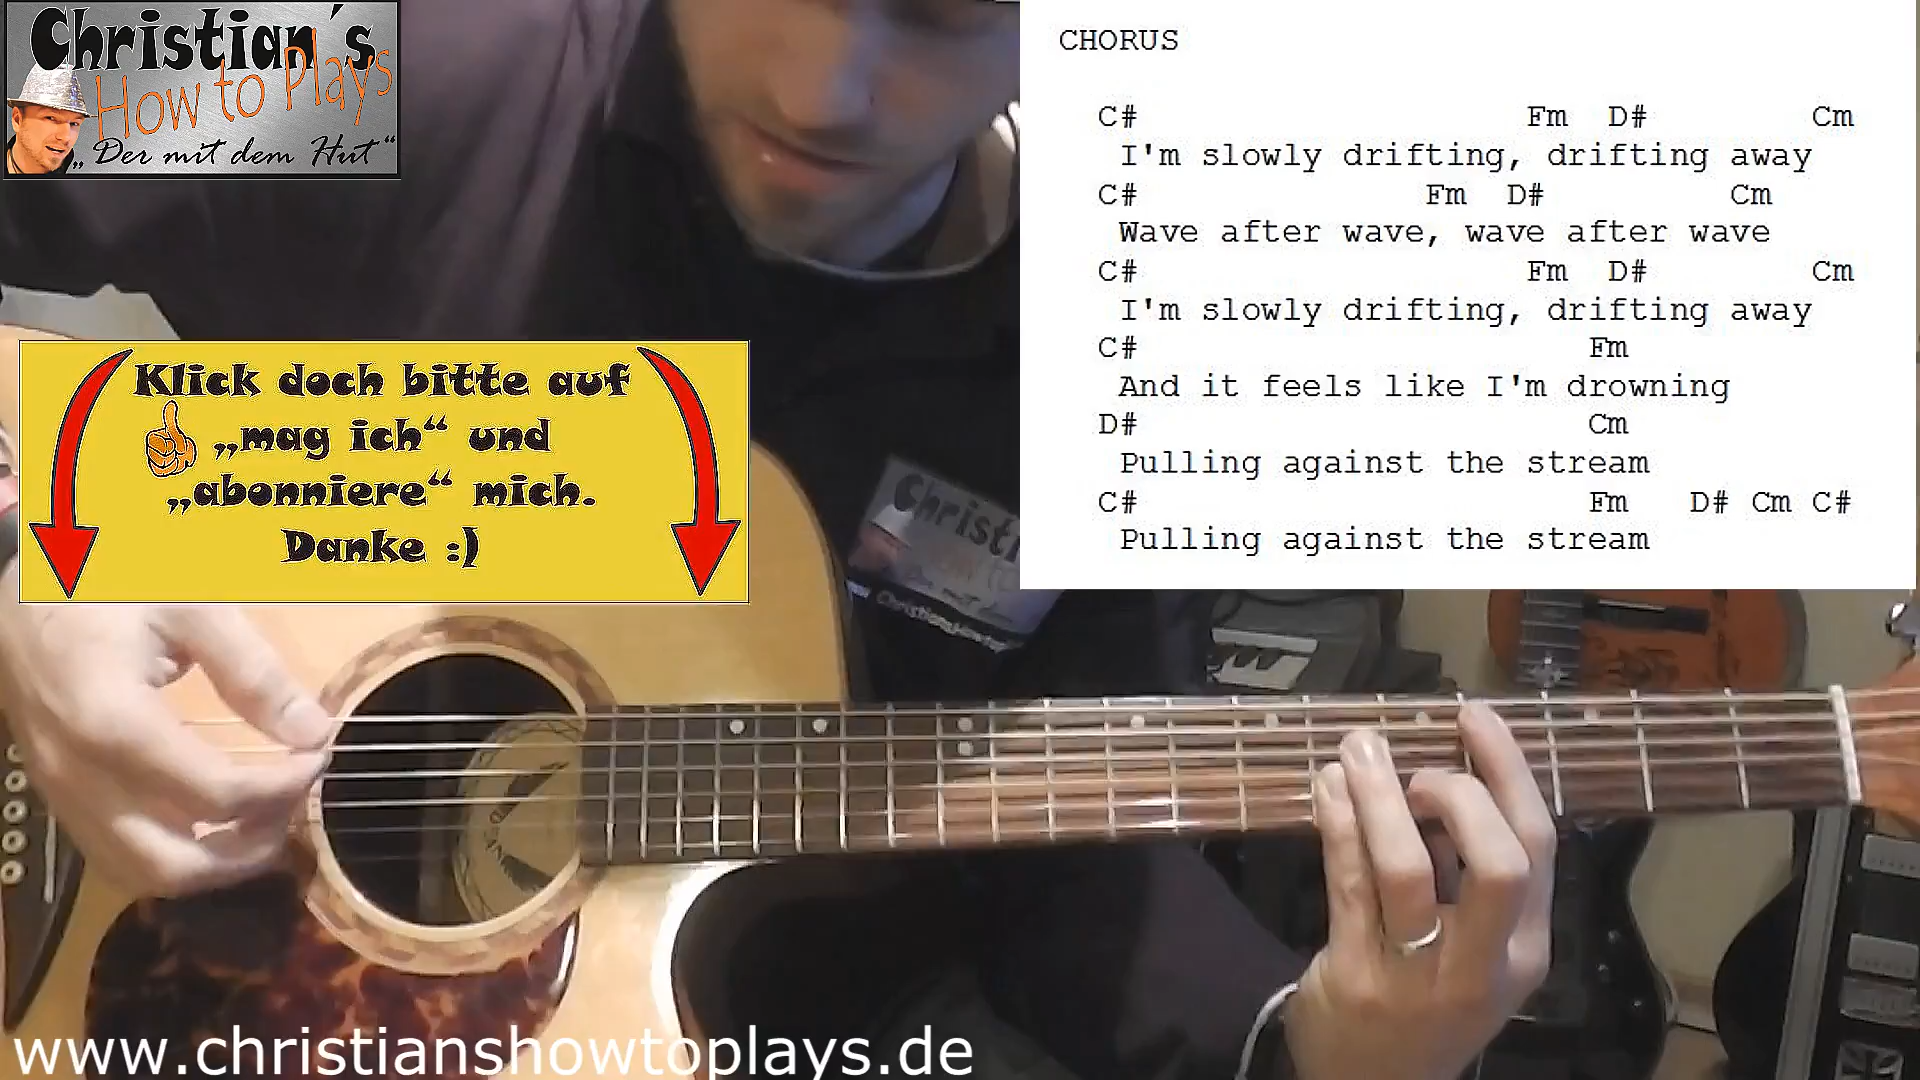 Christian´s
How to Plays
„Der mit dem Hut“
CHORUS
C# Fm D# Cm
I'm slowly drifting, drifting away
C# Fm D# Cm
Wave after wave, wave after wave
C# Fm D# Cm
I'm slowly drifting, drifting away
C# Fm
And it feels like I'm drowning
D# Cm
Pulling against the stream
C# Fm D# Cm C#
Pulling against the stream
Klick doch bitte auf
„mag ich“ und
„abonniere“ mich.
Danke :)
www.christianshowtoplays.de